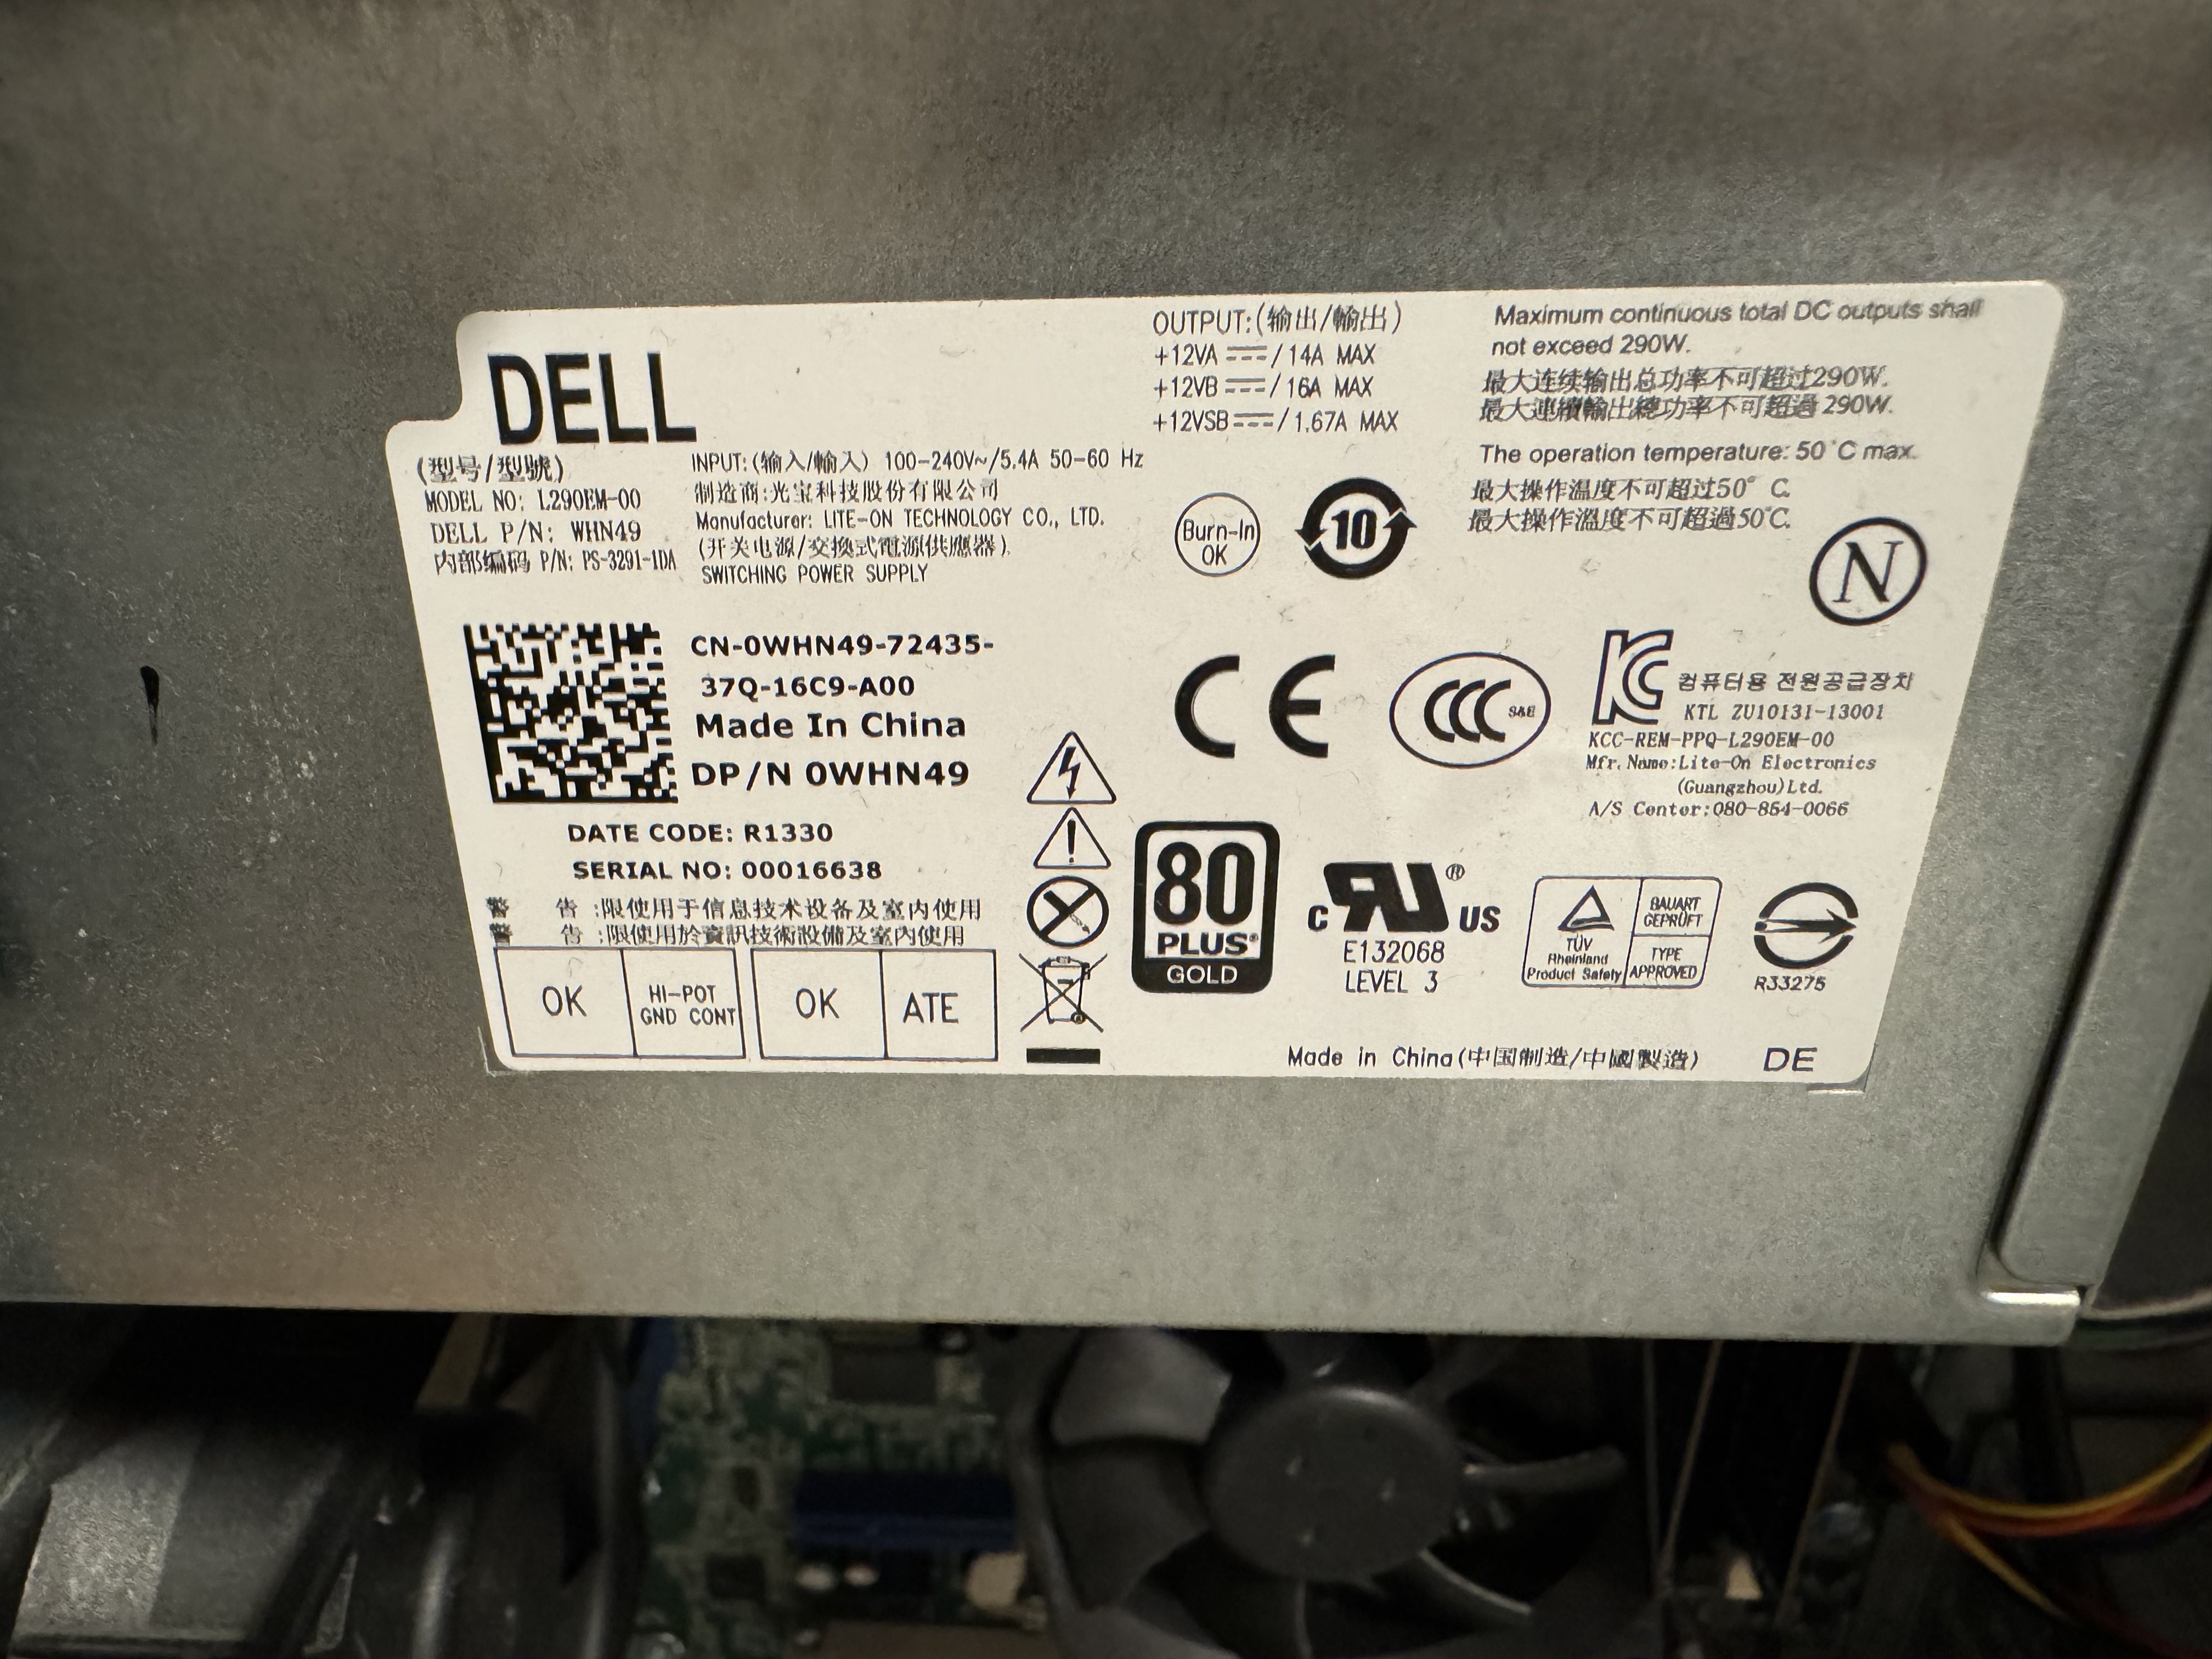 DELL
(型号/型號)
MODEL NO: L290EM-00
DELL P/N: WHN49
内部编码 P/N: PS-3291-1DA
INPUT:(输入/輸入) 100-240V~/5.4A 50-60 Hz
制造商:光宝科技股份有限公司
Manufacturer: LITE-ON TECHNOLOGY CO., LTD.
(开关电源/交換式電源供應器)
SWITCHING POWER SUPPLY
OUTPUT:(输出/輸出)
+12VA ⎓/14A MAX
+12VB ⎓/16A MAX
+12VSB ⎓/1.67A MAX
Maximum continuous total DC outputs shall
not exceed 290W.
最大连续输出总功率不可超过290W.
最大連續輸出總功率不可超過290W.
The operation temperature: 50°C max.
最大操作温度不可超过50° C.
最大操作溫度不可超過50°C.
Burn-In
OK
10
N
CN-0WHN49-72435-
37Q-16C9-A00
Made In China
DP/N 0WHN49
DATE CODE: R1330
SERIAL NO: 00016638
警 告 :限使用于信息技术设备及室内使用
警 告 :限使用於資訊技術設備及室內使用
OK
HI-POT
GND CONT
OK
ATE
CE
CCC
S&E
KC
컴퓨터용 전원공급장치
KTL ZU10131-13001
KCC-REM-PPQ-L290EM-00
Mfr.Name:Lite-On Electronics
(Guangzhou)Ltd.
A/S Center:080-854-0066
80
PLUS®
GOLD
c RU ® US
E132068
LEVEL 3
TÜV
Rheinland
Product Safety
BAUART
GEPRÜFT
TYPE
APPROVED
R33275
Made in China(中国制造/中國製造)
DE